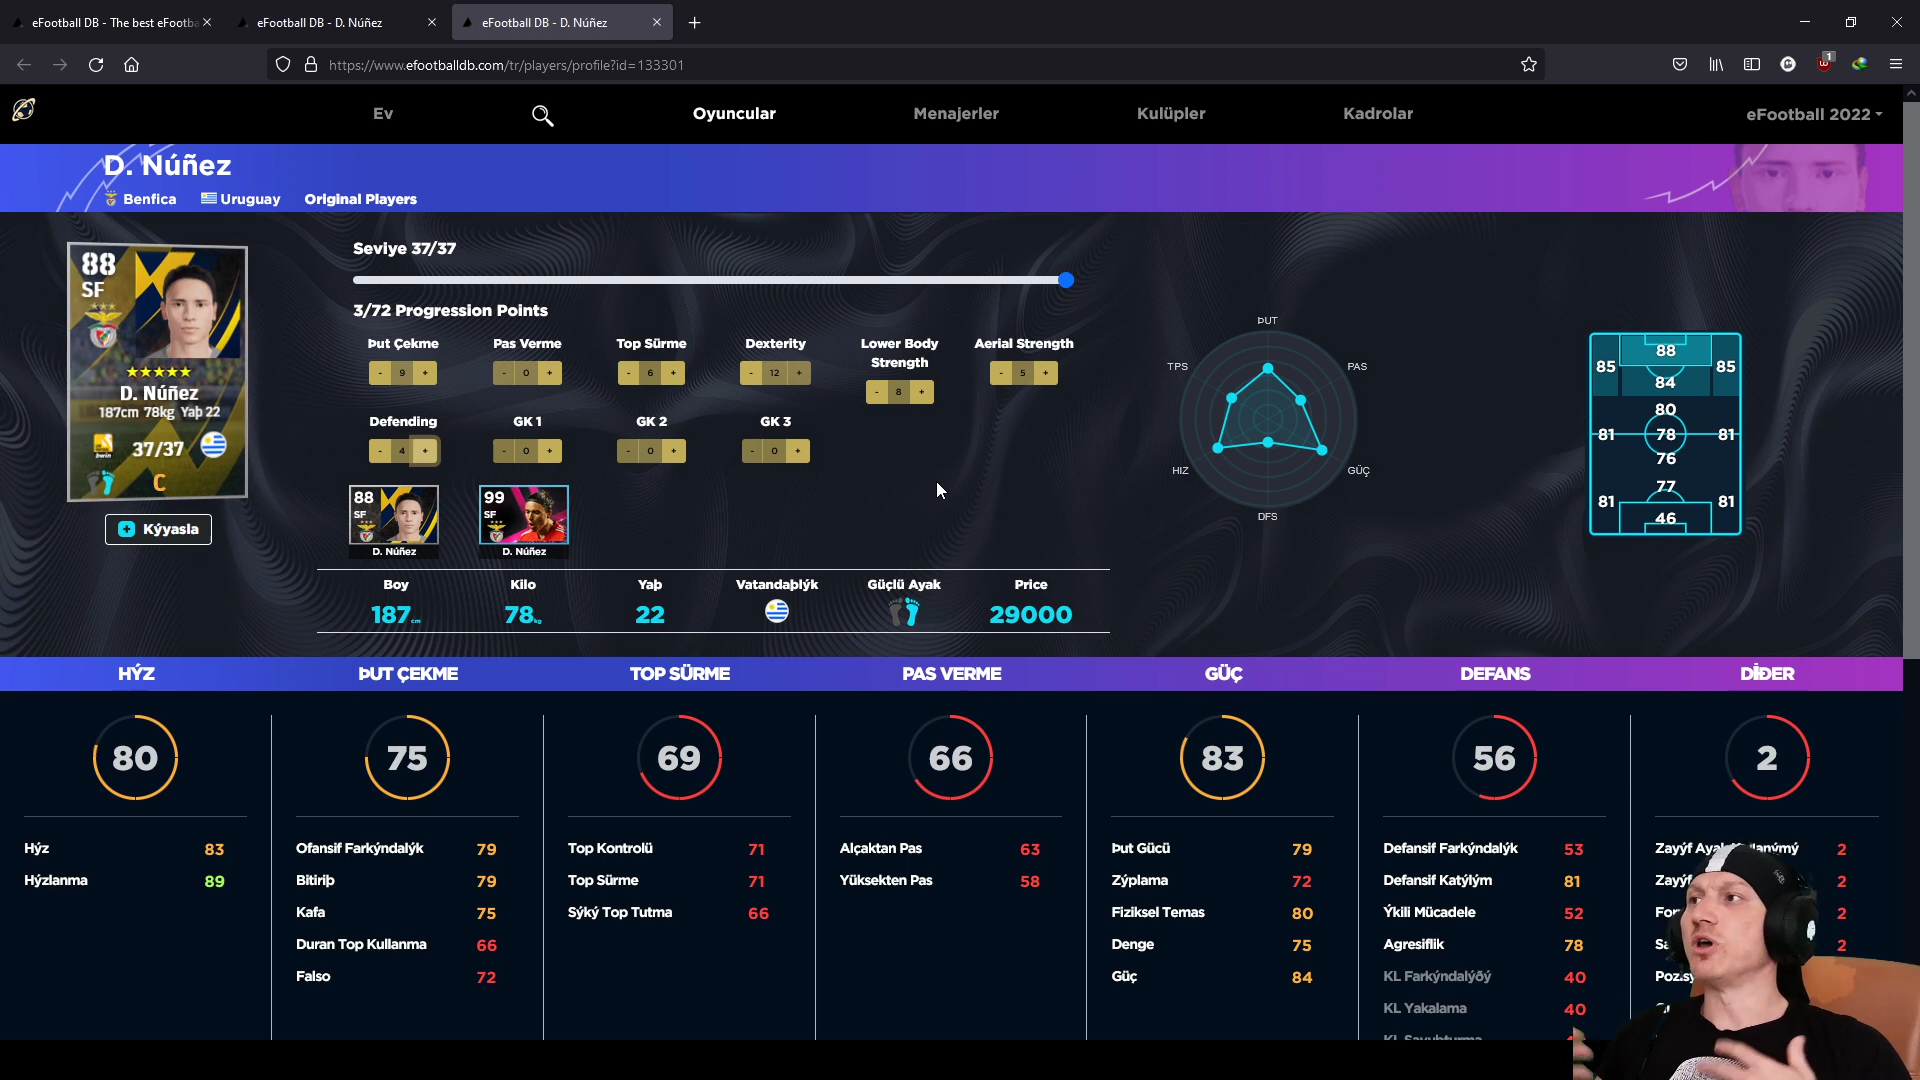 eFootball DB - The best eFootba
eFootball DB - D. Núñez
eFootball DB - D. Núñez
https://www.efootballdb.com/tr/players/profile?id=133301
1
Ev
Oyuncular
Menajerler
Kulüpler
Kadrolar
eFootball 2022
D. Núñez
Benfica
Uruguay
Original Players
88
SF
D. Núñez
187cm 78kg Yaþ 22
bwin
37/37
C
Kýyasla
Seviye 37/37
3/72 Progression Points
Þut Çekme
Pas Verme
Top Sürme
Dexterity
Lower Body
Strength
Aerial Strength
- 9 +
- 0 +
- 6 +
- 12 +
- 8 +
- 5 +
Defending
GK 1
GK 2
GK 3
- 4 +
- 0 +
- 0 +
- 0 +
88
SF
D. Núñez
99
SF
D. Núñez
Boy
Kilo
Yaþ
Vatandaþlýk
Güçlü Ayak
Price
187cm
78kg
22
29000
ÞUT
TPS
PAS
HIZ
GÜÇ
DFS
88
85
85
84
80
81
78
81
76
77
81
81
46
HÝZ
ÞUT ÇEKME
TOP SÜRME
PAS VERME
GÜÇ
DEFANS
DİÐER
80
75
69
66
83
56
2
Hýz 83
Hýzlanma 89
Ofansif Farkýndalýk 79
Bitiriþ 79
Kafa 75
Duran Top Kullanma 66
Falso 72
Top Kontrolü 71
Top Sürme 71
Sýký Top Tutma 66
Alçaktan Pas 63
Yüksekten Pas 58
Þut Gücü 79
Zýplama 72
Fiziksel Temas 80
Denge 75
Güç 84
Defansif Farkýndalýk 53
Defansif Katýlým 81
Ýkili Mücadele 52
Agresiflik 78
KL Farkýndalýðý 40
KL Yakalama 40
Zayýf 2
Zayýf 2
2
2